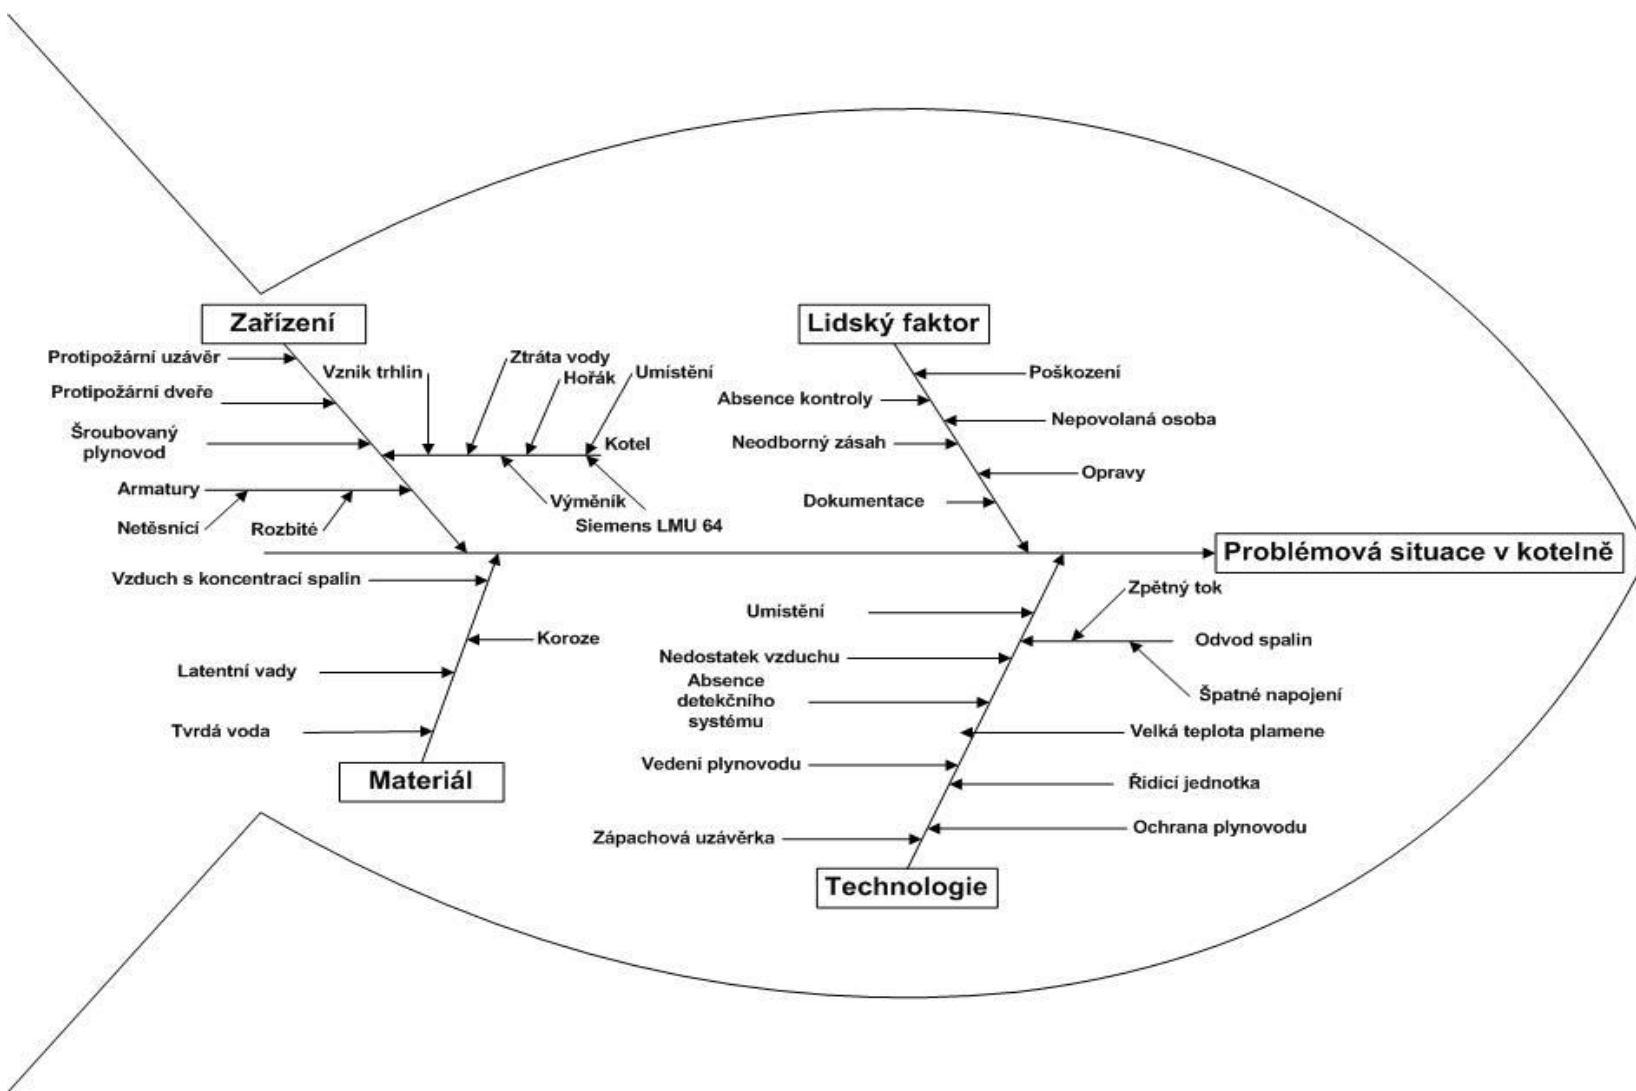 Zařízení
Lidský faktor
Protipožární uzávěr
Vznik trhlin
Ztráta vody
Hořák
Umístění
Poškození
Protipožární dveře
Absence kontroly
Nepovolaná osoba
Šroubovaný
plynovod
Kotel
Neodborný zásah
Opravy
Armatury
Výměník
Dokumentace
Netěsnící
Rozbité
Siemens LMU 64
Problémová situace v kotelně
Vzduch s koncentrací spalin
Zpětný tok
Umístění
Koroze
Odvod spalin
Nedostatek vzduchu
Latentní vady
Absence
detekčního
systému
Špatné napojení
Tvrdá voda
Velká teplota plamene
Vedení plynovodu
Materiál
Řídící jednotka
Zápachová uzávěrka
Ochrana plynovodu
Technologie